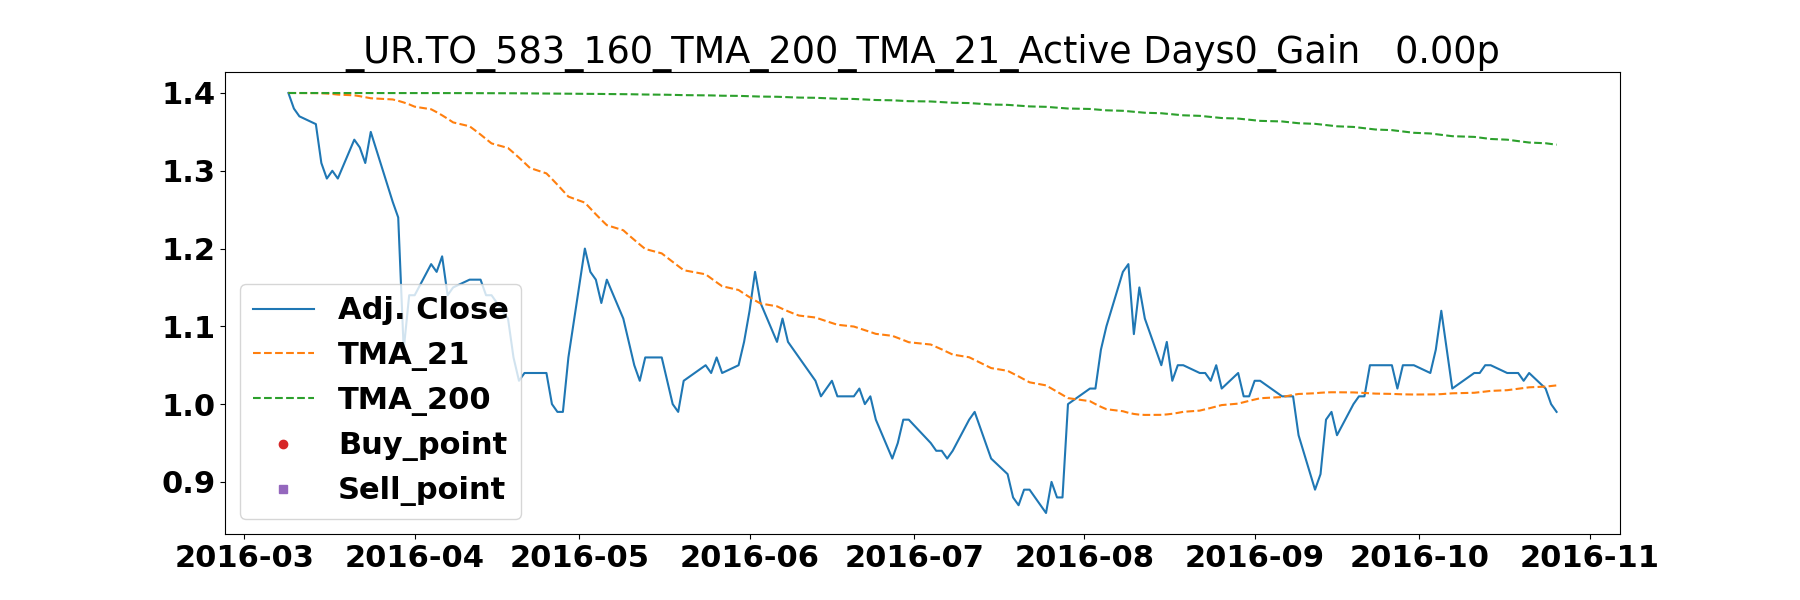 _UR.TO_583_160_TMA_200_TMA_21_Active Days0_Gain   0.00p
1.4
1.3
1.2
1.1
1.0
0.9
Adj. Close
TMA_21
TMA_200
Buy_point
Sell_point
2016-03 2016-04 2016-05 2016-06 2016-07 2016-08 2016-09 2016-10 2016-11